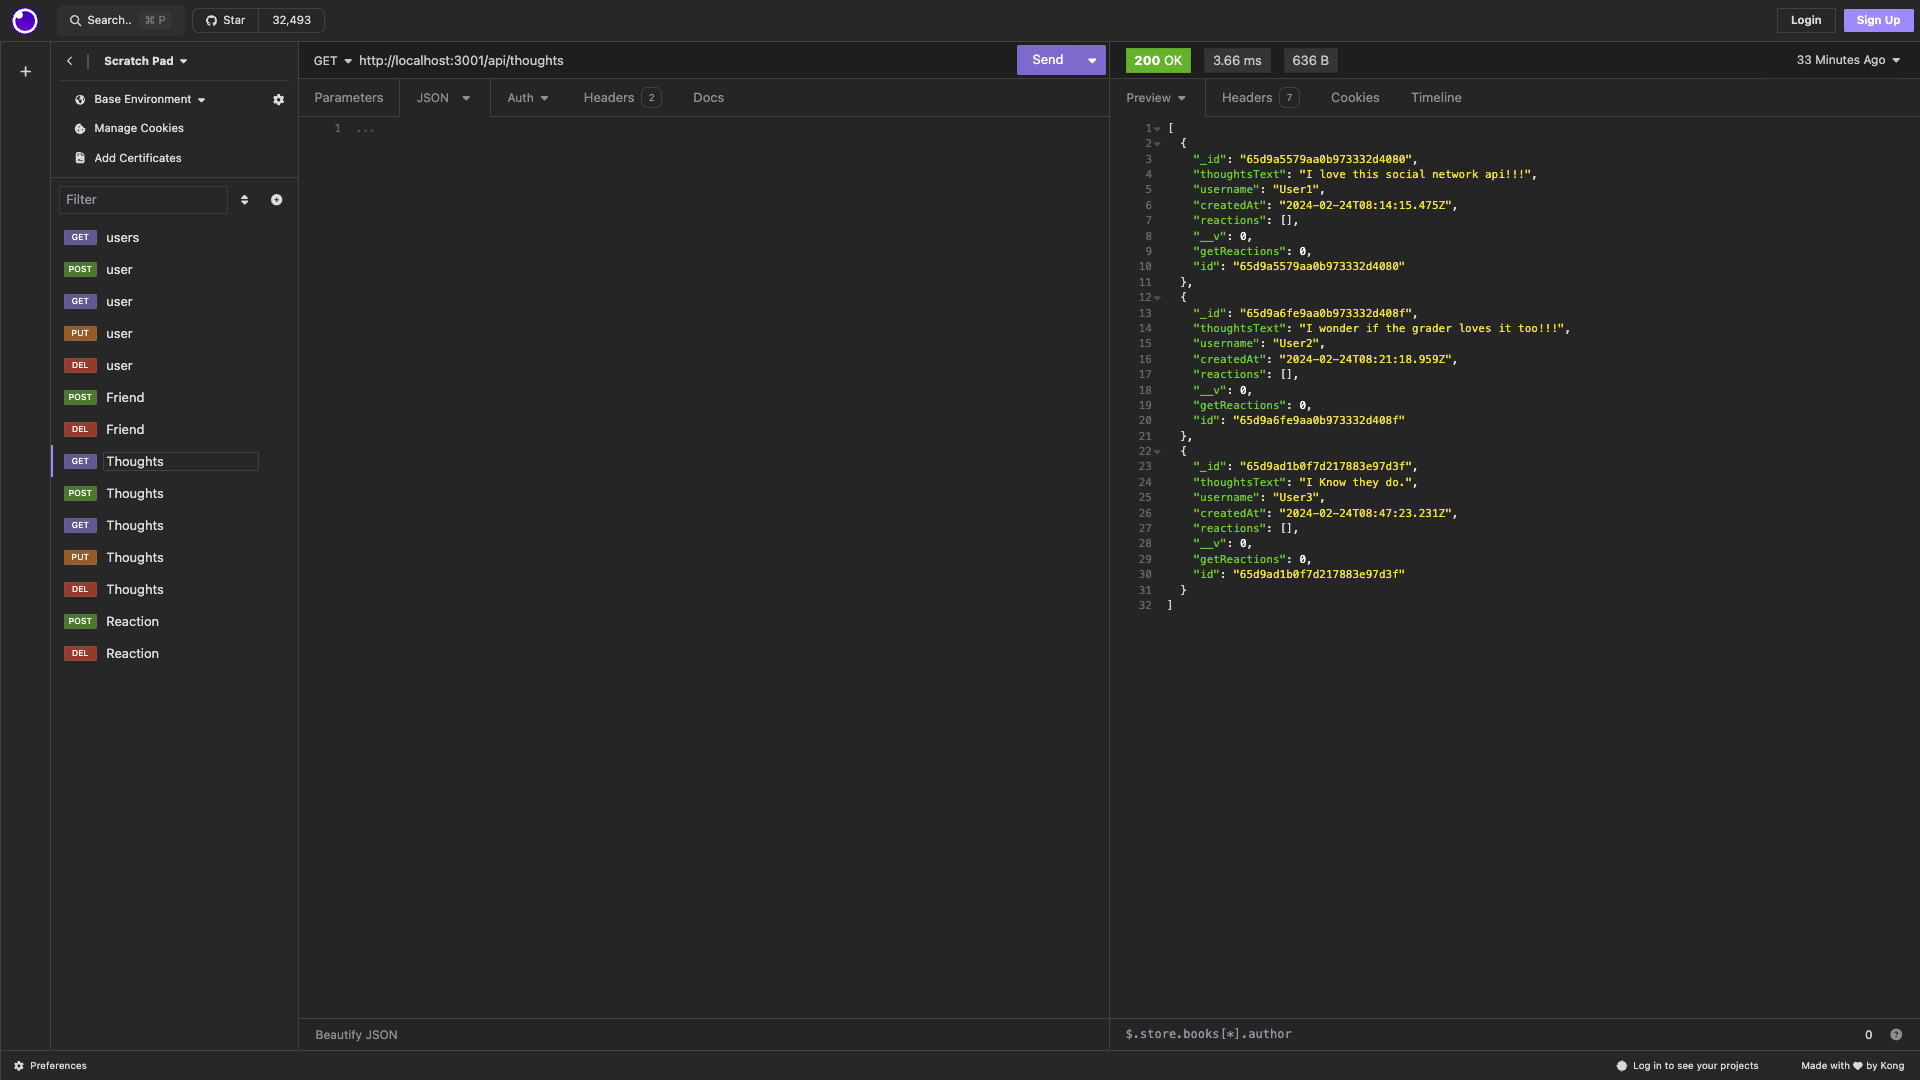 Search.. ⌘ P Star 32,493 Login Sign Up
Scratch Pad
Base Environment
Manage Cookies
Add Certificates
Filter
GET users
POST user
GET user
PUT user
DEL user
POST Friend
DEL Friend
GET Thoughts
POST Thoughts
GET Thoughts
PUT Thoughts
DEL Thoughts
POST Reaction
DEL Reaction
GET http://localhost:3001/api/thoughts Send
Parameters JSON Auth Headers 2 Docs
1 ...
Beautify JSON
200 OK 3.66 ms 636 B 33 Minutes Ago
Preview Headers 7 Cookies Timeline
1 [
2 {
3 "_id": "65d9a5579aa0b973332d4080",
4 "thoughtsText": "I love this social network api!!!",
5 "username": "User1",
6 "createdAt": "2024-02-24T08:14:15.475Z",
7 "reactions": [],
8 "__v": 0,
9 "getReactions": 0,
10 "id": "65d9a5579aa0b973332d4080"
11 },
12 {
13 "_id": "65d9a6fe9aa0b973332d408f",
14 "thoughtsText": "I wonder if the grader loves it too!!!",
15 "username": "User2",
16 "createdAt": "2024-02-24T08:21:18.959Z",
17 "reactions": [],
18 "__v": 0,
19 "getReactions": 0,
20 "id": "65d9a6fe9aa0b973332d408f"
21 },
22 {
23 "_id": "65d9ad1b0f7d217883e97d3f",
24 "thoughtsText": "I Know they do.",
25 "username": "User3",
26 "createdAt": "2024-02-24T08:47:23.231Z",
27 "reactions": [],
28 "__v": 0,
29 "getReactions": 0,
30 "id": "65d9ad1b0f7d217883e97d3f"
31 }
32 ]
$.store.books[*].author 0 ?
Preferences Log in to see your projects Made with ♥ by Kong